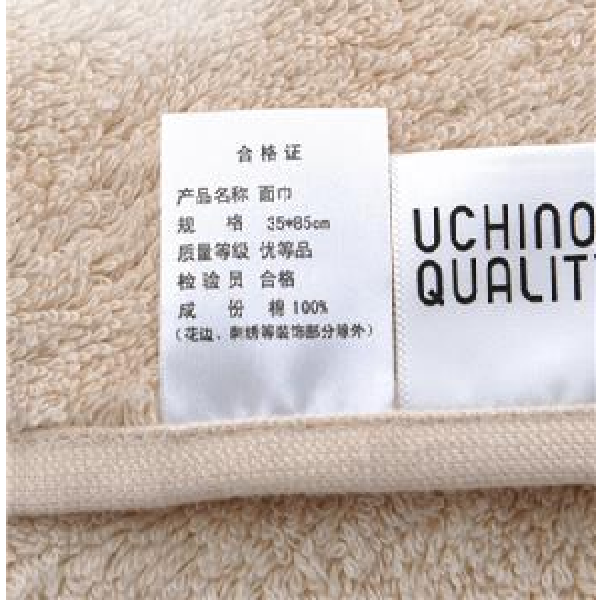 合格证
产品名称 面巾
规 格 35*85cm
质量等级 优等品
检验员 合格
成 份 棉100%
(花边、刺绣等装饰部分除外)
UCHINO
QUALIT